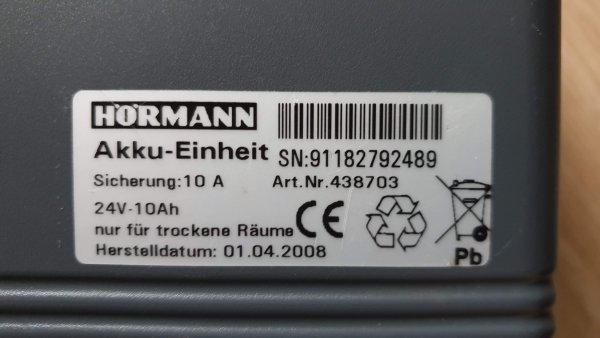 HÖRMANN
Akku-Einheit SN:91182792489
Sicherung:10 A Art.Nr.438703
24V-10Ah
nur für trockene Räume CE
Herstelldatum: 01.04.2008 Pb